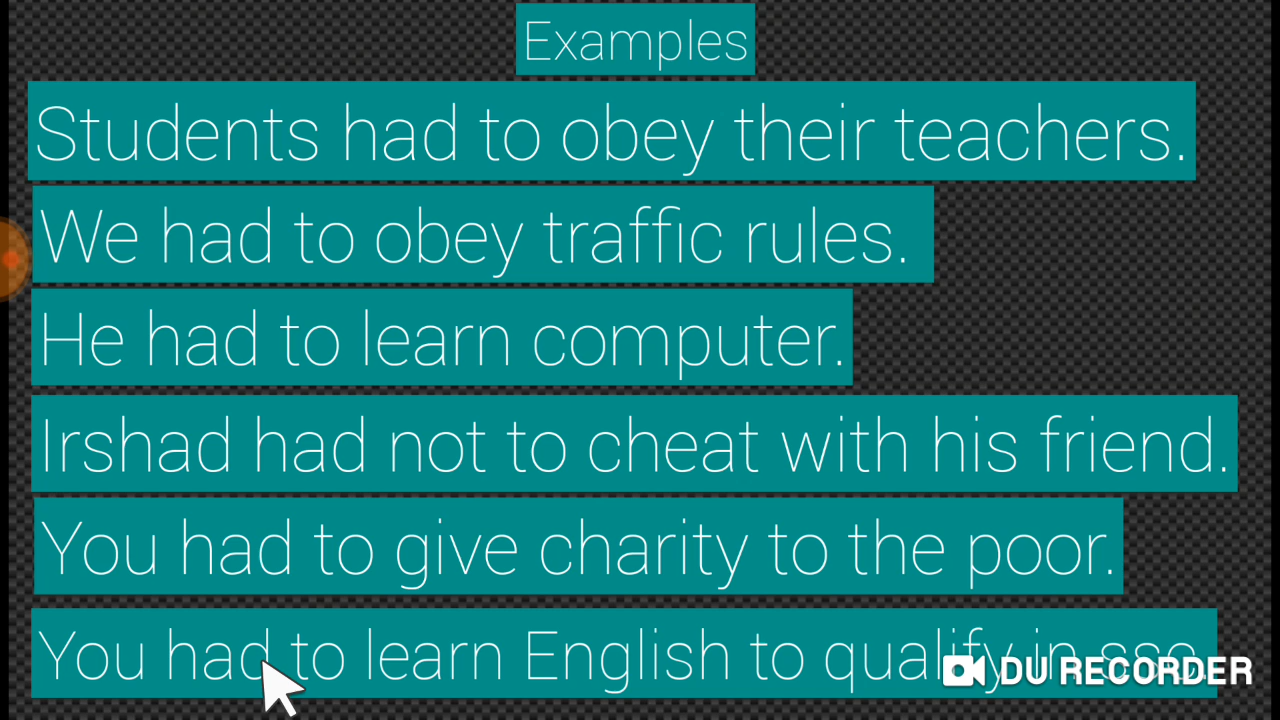 Examples
Students had to obey their teachers.
We had to obey traffic rules.
He had to learn computer.
Irshad had not to cheat with his friend.
You had to give charity to the poor.
You had to learn English to qualify in
DU RECORDER